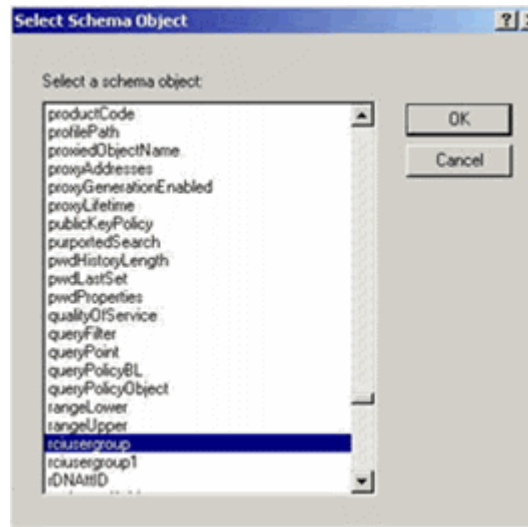 Select Schema Object
?
Select a schema object:
productCode
profilePath
proxiedObjectName
proxyAddresses
proxyGenerationEnabled
proxyLifetime
publicKeyPolicy
purportedSearch
pwdHistoryLength
pwdLastSet
pwdProperties
qualityOfService
queryFilter
queryPoint
queryPolicyBL
queryPolicyObject
rangeLower
rangeUpper
rciusergroup
rciusergroup1
rDNAttID
OK
Cancel